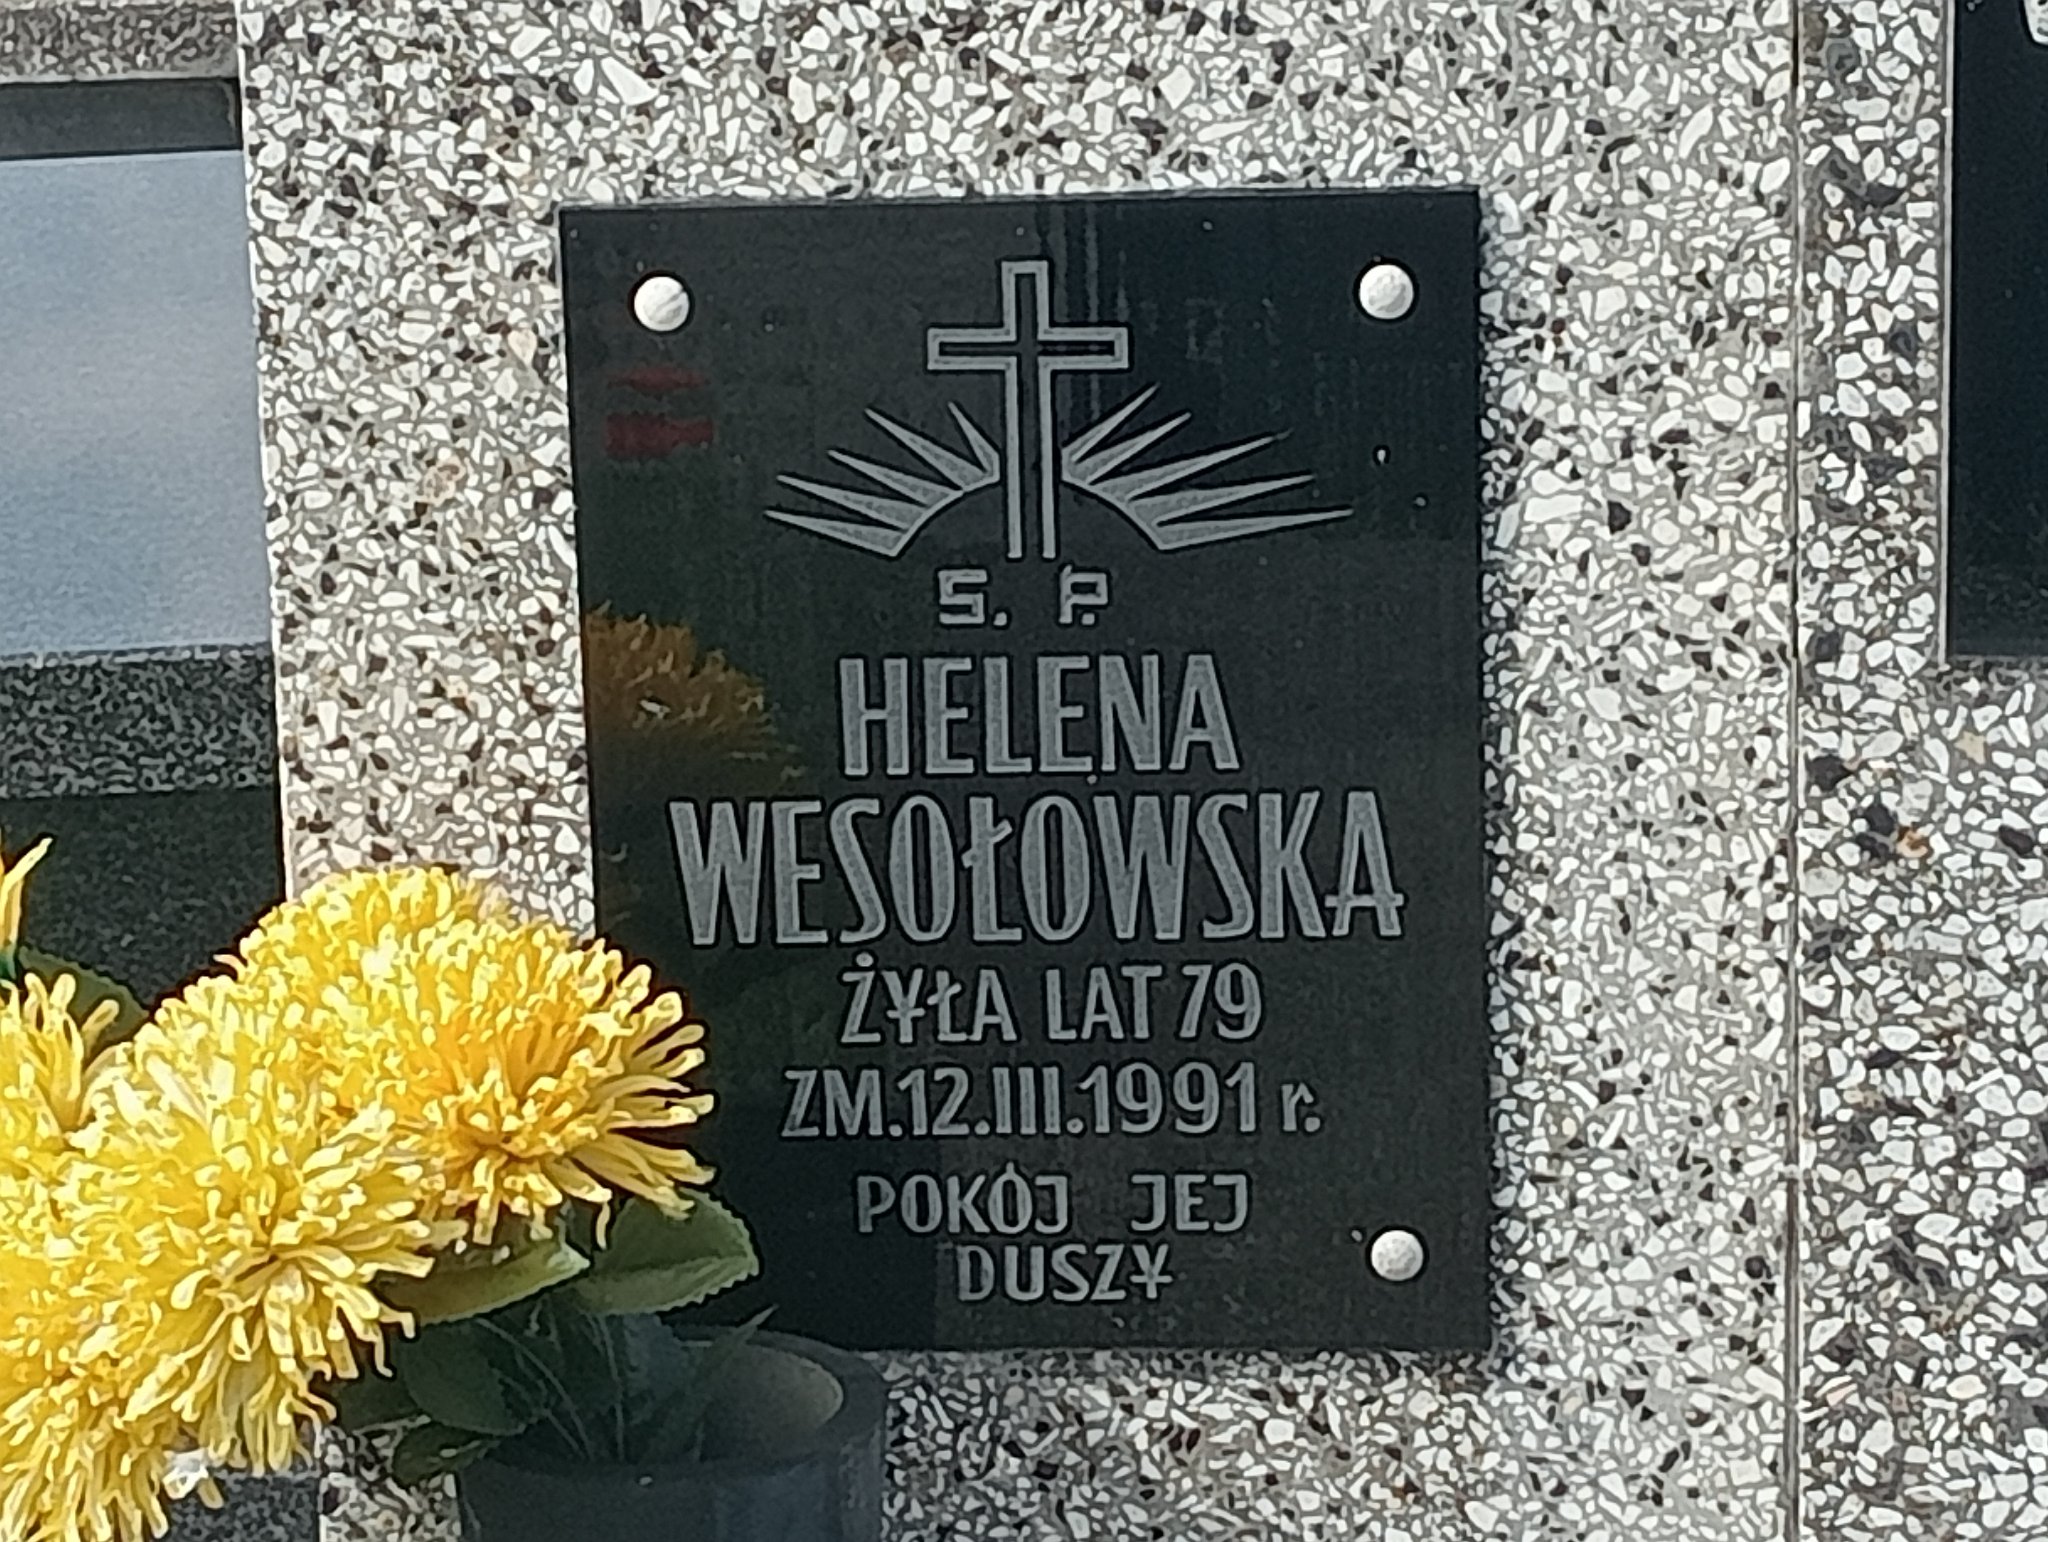 S. P.
HELENA
WESOŁOWSKA
ŻYŁA LAT 79
ZM.12.III.1991 r.
POKÓJ JEJ
DUSZY